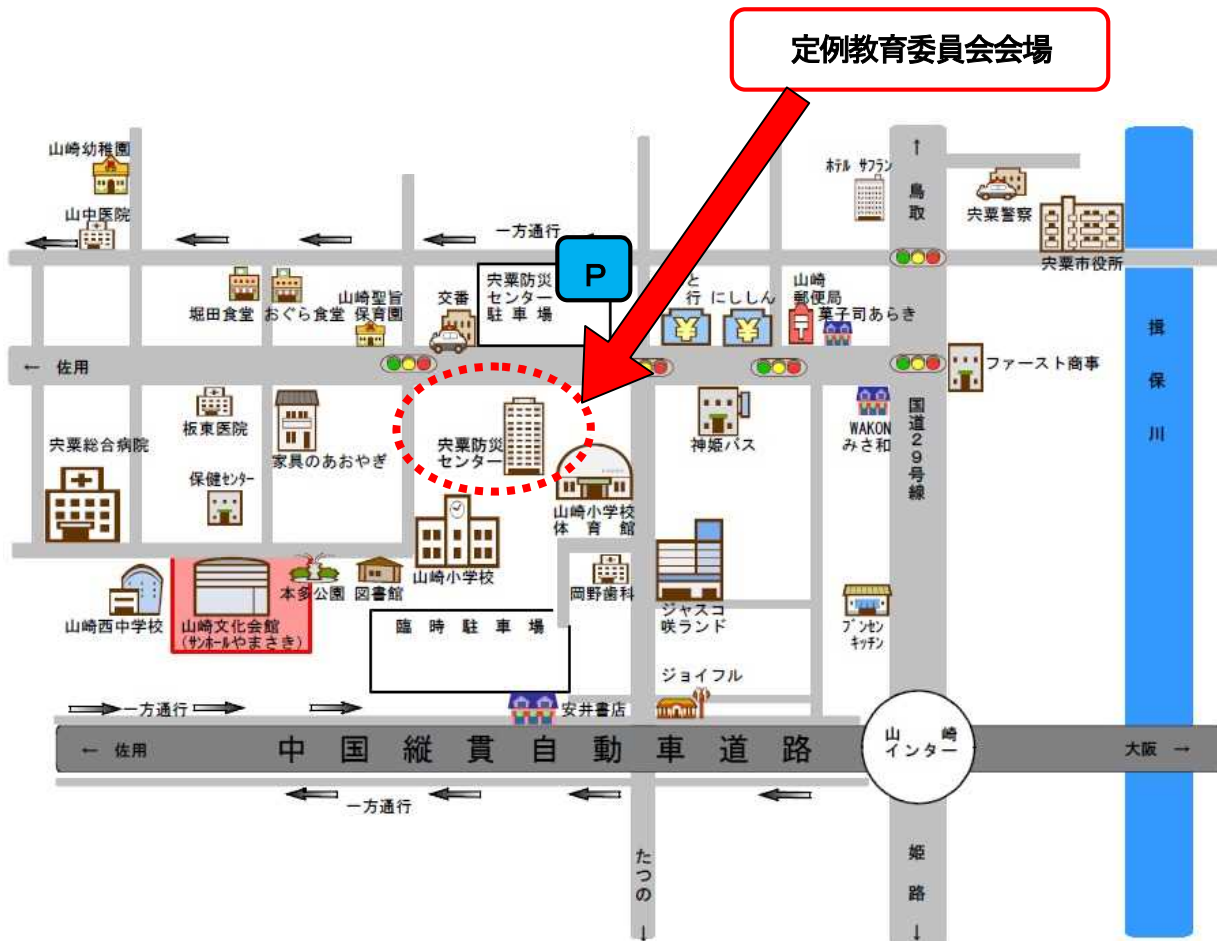 定例教育委員会会場
山崎幼稚園
山中医院
一方通行
P
ホテル サフラン
↑
鳥
取
宍粟警察
宍粟市役所
堀田食堂
おぐら食堂
山崎聖旨
保育園
交番
宍粟防災
センター
駐車場
と
行
にししん
山崎
郵便局
菓子司あらき
揖
保
川
← 佐用
ファースト商事
板東医院
家具のあおやぎ
宍粟防災
センター
神姫バス
WAKON
みさ和
国
道
2
9
号
線
宍粟総合病院
保健センター
山崎小学校
体育館
山崎小学校
岡野歯科
本多公園
図書館
山崎西中学校
山崎文化会館
(サンホールやまさき)
臨時駐車場
ジャスコ
咲ランド
ブンセン
キッチン
ジョイフル
安井書店
一方通行
← 佐用
中国縦貫自動車道路
山崎
インター
大阪 →
一方通行
た
つ
の
↓
姫
路
↓